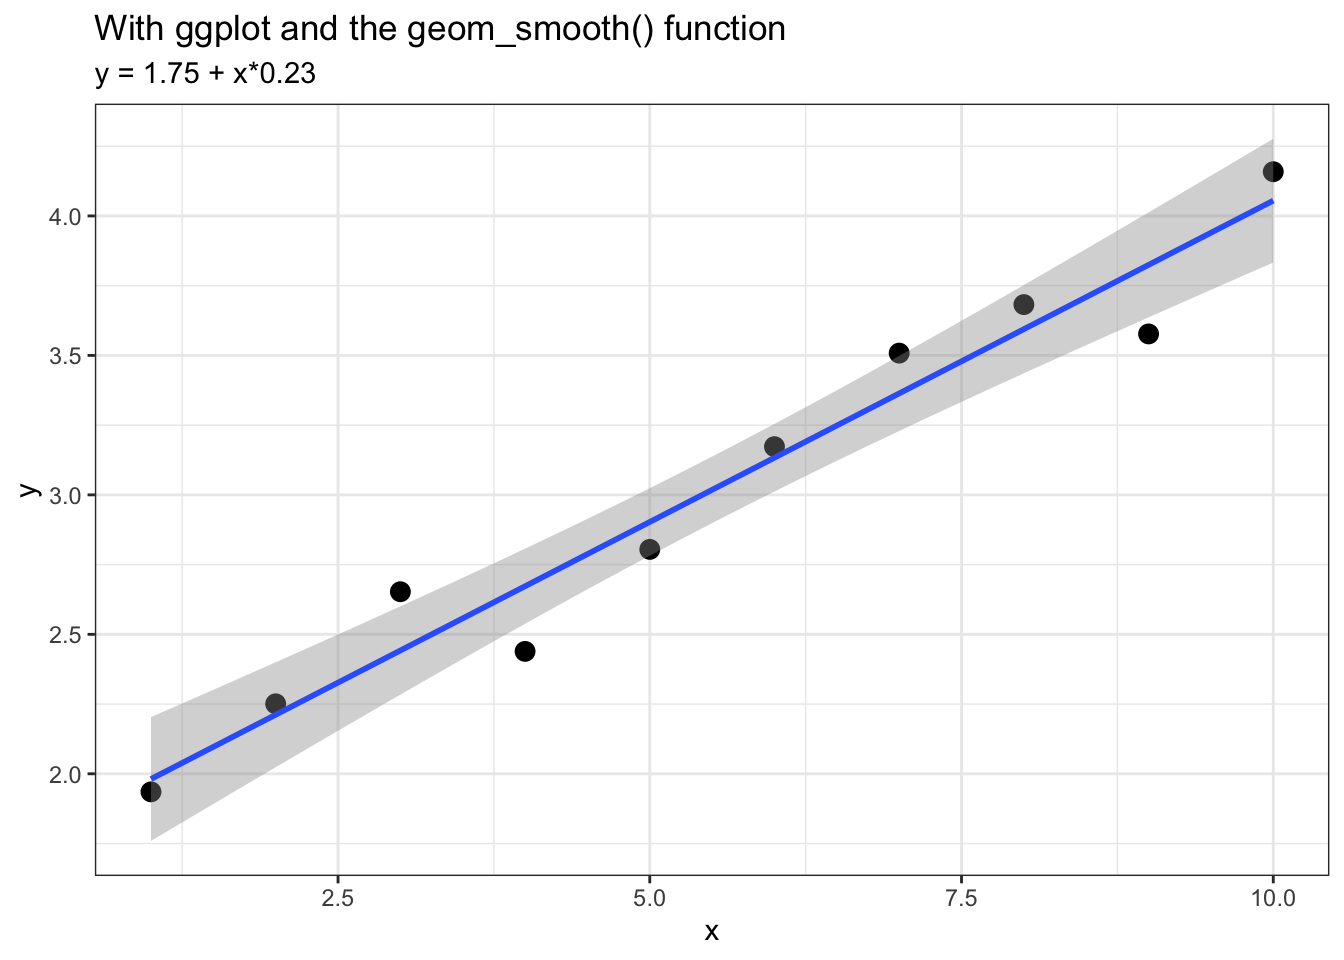 With ggplot and the geom_smooth() function
y = 1.75 + x*0.23
4.0
3.5
3.0
2.5
2.0
y
2.5 5.0 7.5 10.0
x